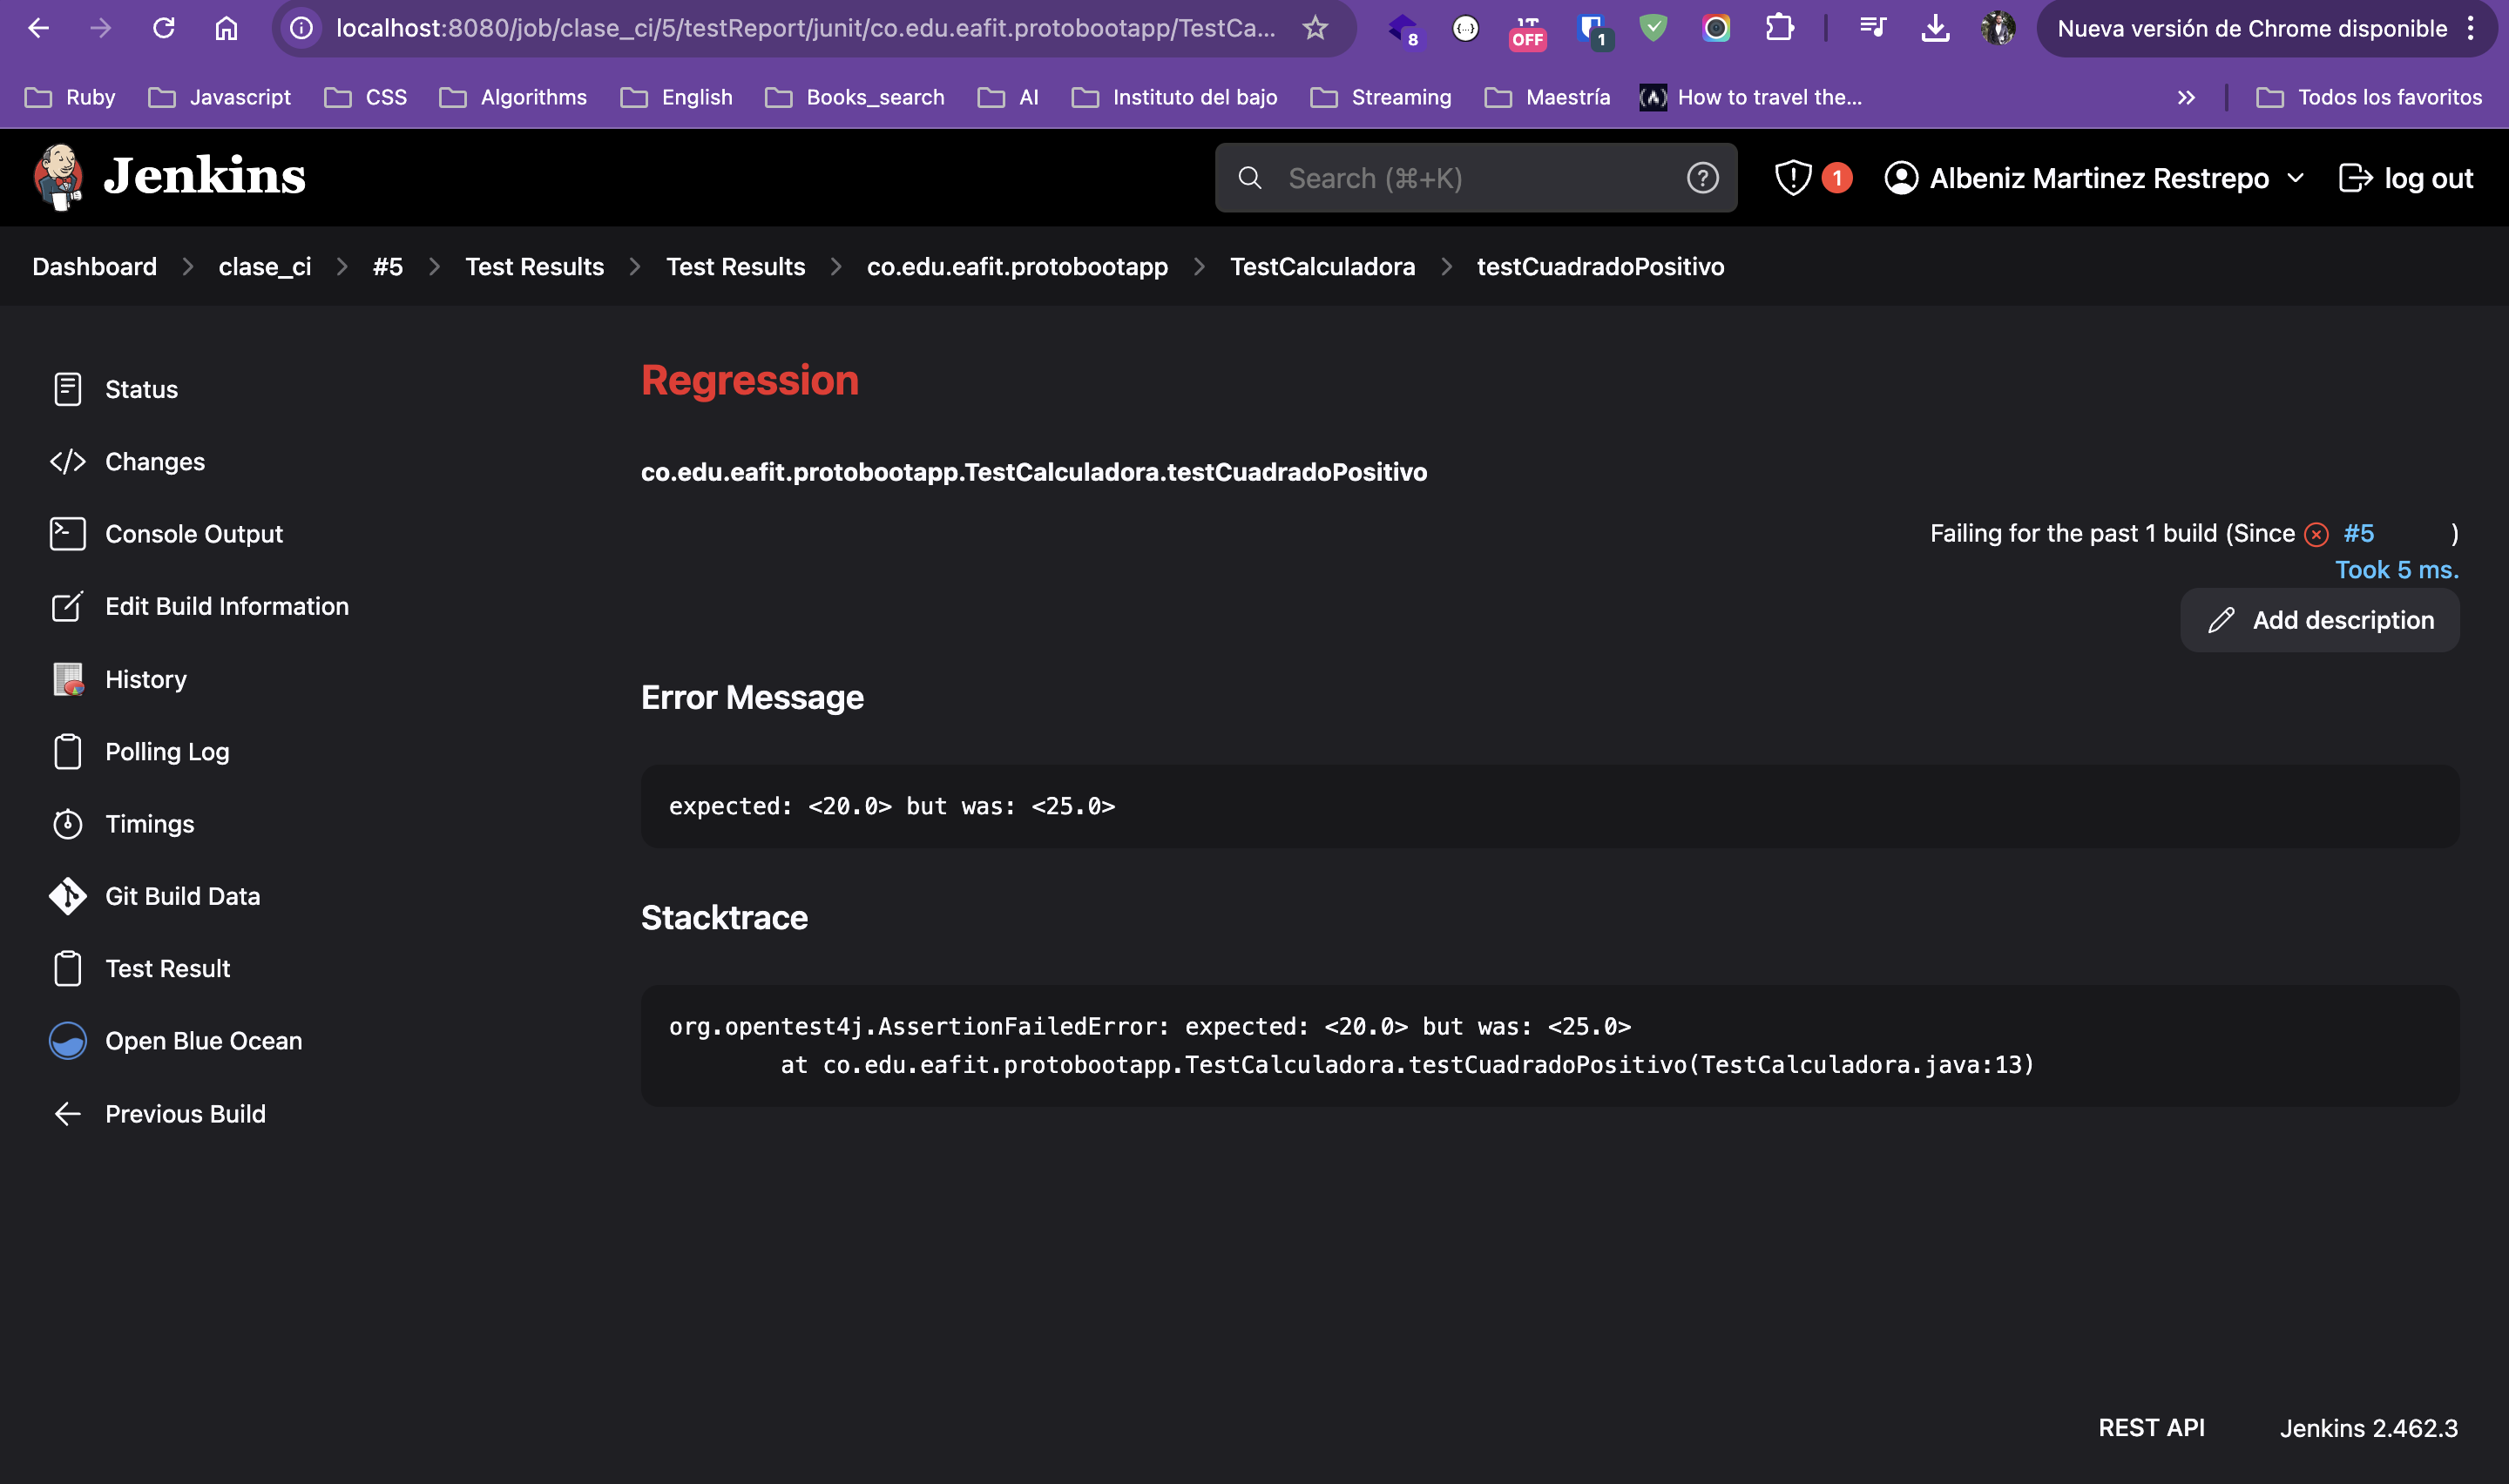 localhost:8080/job/clase_ci/5/testReport/junit/co.edu.eafit.protobootapp/TestCa...
8
OFF
1
Nueva versión de Chrome disponible
Ruby
Javascript
CSS
Algorithms
English
Books_search
AI
Instituto del bajo
Streaming
Maestría
How to travel the...
Todos los favoritos
Jenkins
Search (⌘+K)
1
Albeniz Martinez Restrepo
log out
Dashboard > clase_ci > #5 > Test Results > Test Results > co.edu.eafit.protobootapp > TestCalculadora > testCuadradoPositivo
Status
Changes
Console Output
Edit Build Information
History
Polling Log
Timings
Git Build Data
Test Result
Open Blue Ocean
Previous Build
Regression
co.edu.eafit.protobootapp.TestCalculadora.testCuadradoPositivo
Failing for the past 1 build (Since #5 )
Took 5 ms.
Add description
Error Message
expected: <20.0> but was: <25.0>
Stacktrace
org.opentest4j.AssertionFailedError: expected: <20.0> but was: <25.0>
at co.edu.eafit.protobootapp.TestCalculadora.testCuadradoPositivo(TestCalculadora.java:13)
REST API
Jenkins 2.462.3